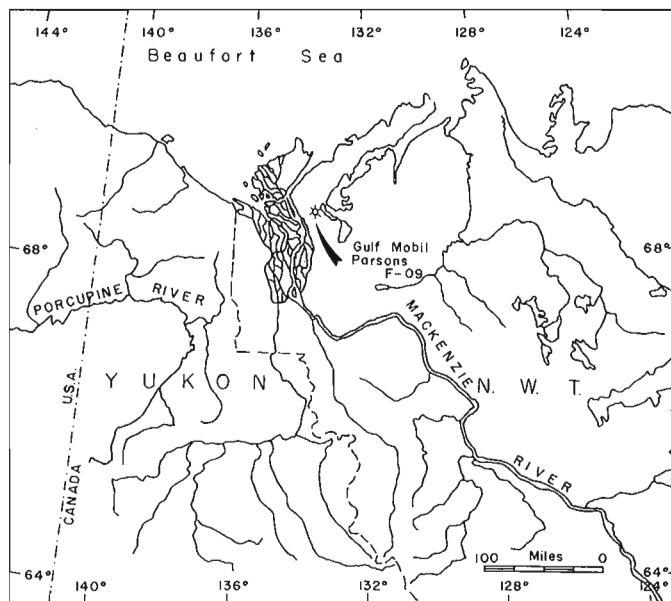 144° 140° 136° 132° 128° 124°
Beaufort Sea
68° 68°
Gulf Mobil
Parsons
F-09
PORCUPINE RIVER
MACKENZIE
YUKON N.W.T.
U.S.A.
CANADA
RIVER
100 Miles 0
64° 64°
140° 136° 132° 128° 124°